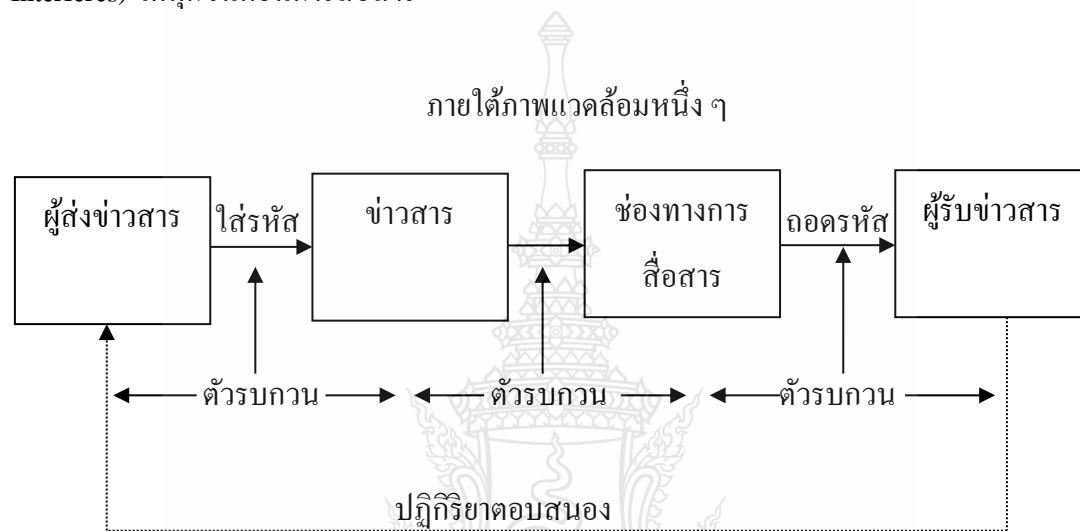 ภายใต้ภาพแวดล้อมหนึ่ง ๆ
ผู้ส่งข่าวสาร
ใส่รหัส
ข่าวสาร
ช่องทางการ
สื่อสาร
ถอดรหัส
ผู้รับข่าวสาร
ตัวรบกวน
ตัวรบกวน
ตัวรบกวน
ปฏิกิริยาตอบสนอง